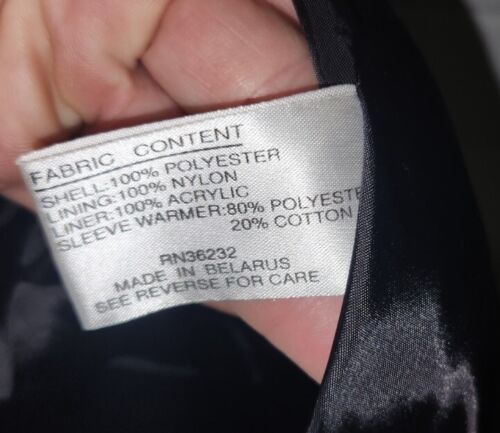 FABRIC CONTENT
SHELL:100% POLYESTER
LINING:100% NYLON
LINER:100% ACRYLIC
SLEEVE WARMER:80% POLYESTE
20% COTTON
RN36232
MADE IN BELARUS
SEE REVERSE FOR CARE